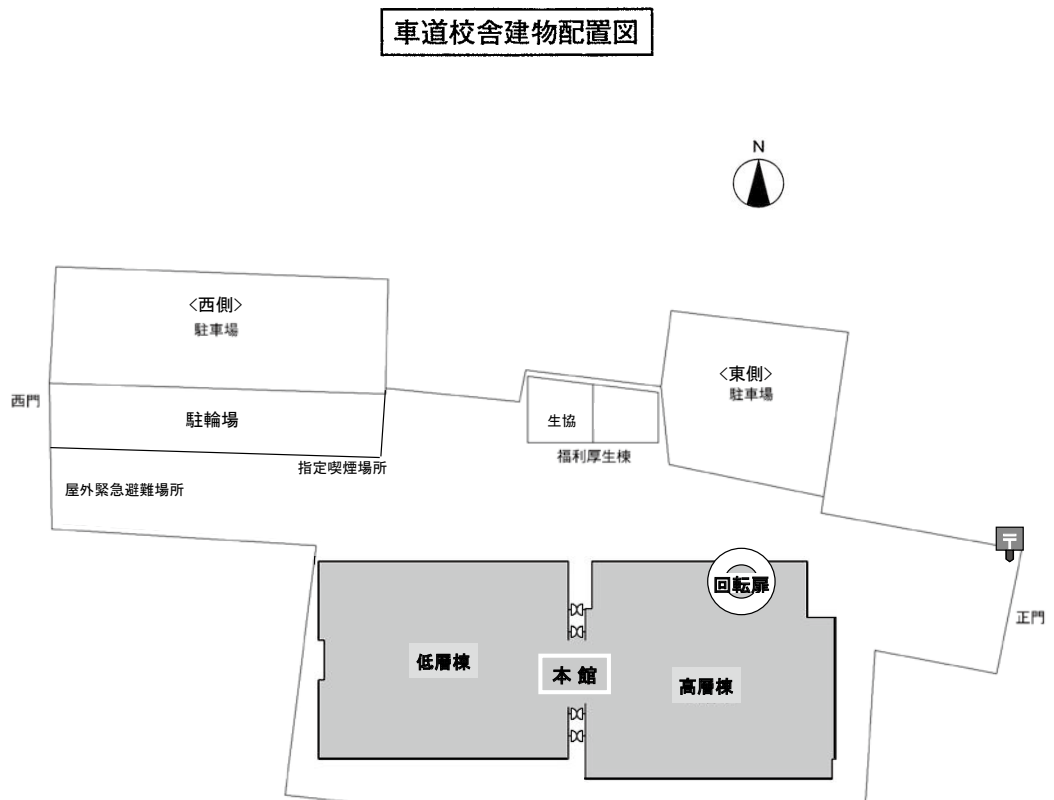 車道校舎建物配置図
N
<西側>
駐車場
<東側>
駐車場
西門
駐輪場
生協
福利厚生棟
指定喫煙場所
屋外緊急避難場所
〒
回転扉
正門
低層棟
本館
高層棟